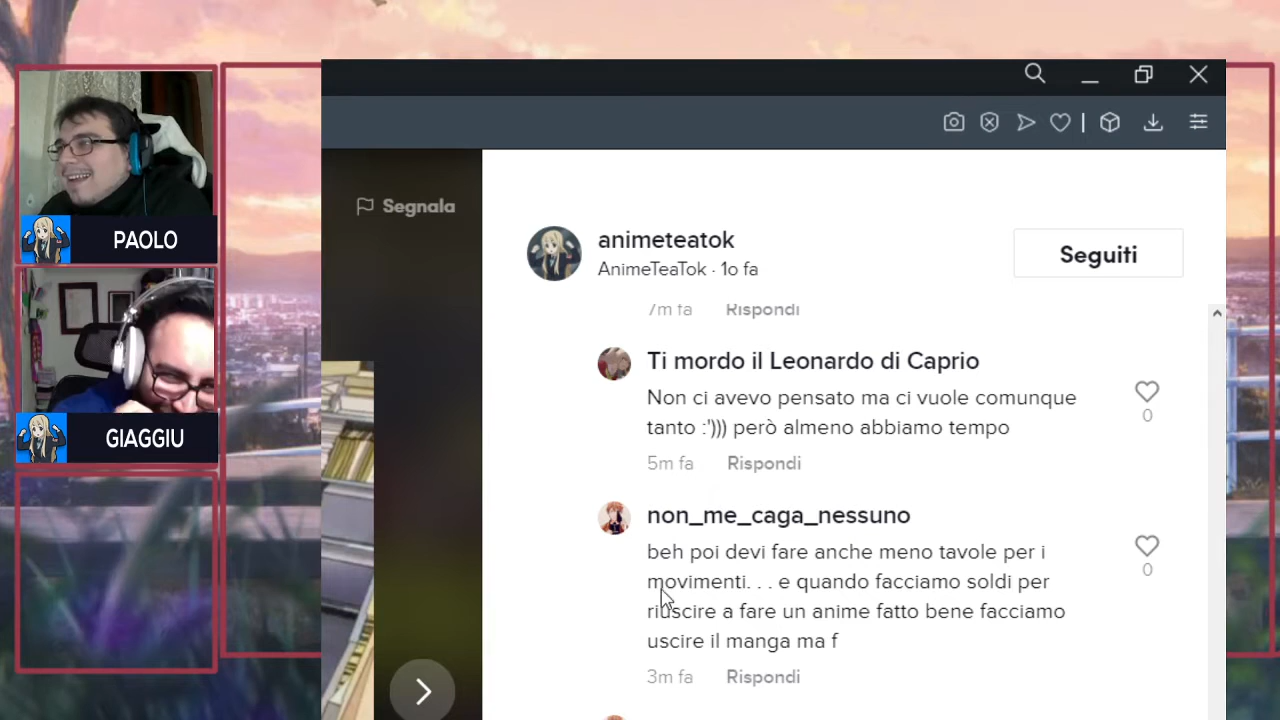 PAOLO
GIAGGIU
Segnala
animeteatok
AnimeTeaTok · 1o fa
Seguiti
7m fa Rispondi
Ti mordo il Leonardo di Caprio
Non ci avevo pensato ma ci vuole comunque
tanto :'))) però almeno abbiamo tempo
0
5m fa Rispondi
non_me_caga_nessuno
beh poi devi fare anche meno tavole per i
movimenti. . . e quando facciamo soldi per
riuscire a fare un anime fatto bene facciamo
uscire il manga ma f
0
3m fa Rispondi